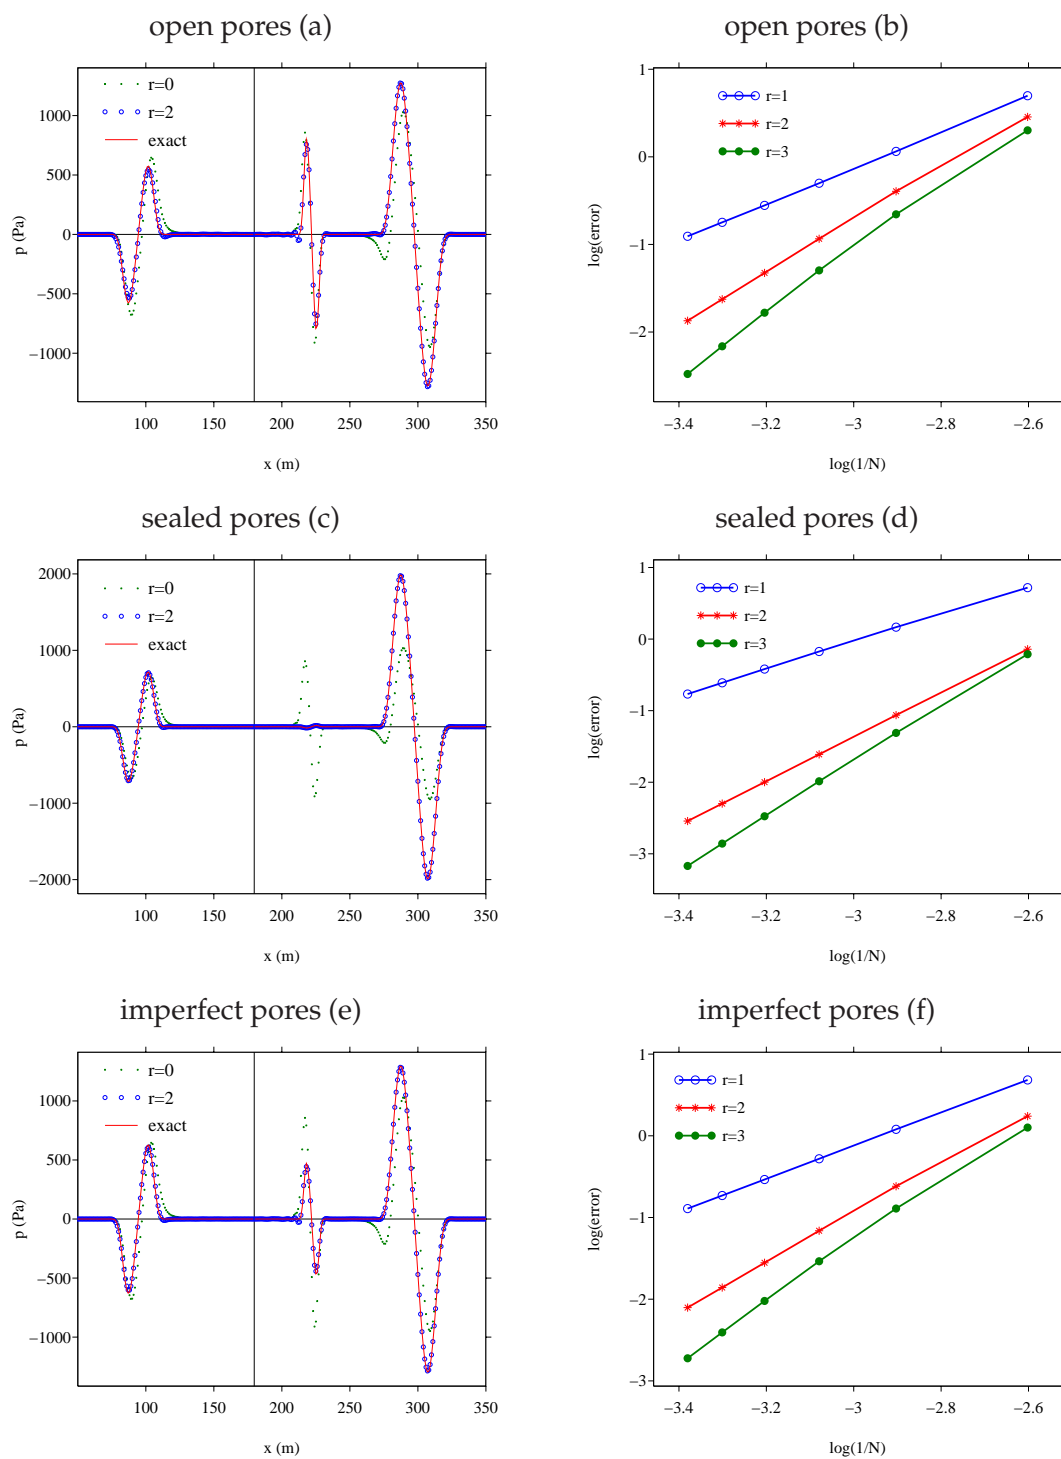 open pores (a)
open pores (b)
r=0
r=2
exact
1000
500
0
−500
−1000
p (Pa)
100 150 200 250 300 350
x (m)
r=1
r=2
r=3
1
0
−1
−2
log(error)
−3.4 −3.2 −3 −2.8 −2.6
log(1/N)
sealed pores (c)
sealed pores (d)
r=0
r=2
exact
2000
1000
0
−1000
−2000
p (Pa)
100 150 200 250 300 350
x (m)
r=1
r=2
r=3
1
0
−1
−2
−3
log(error)
−3.4 −3.2 −3 −2.8 −2.6
log(1/N)
imperfect pores (e)
imperfect pores (f)
r=0
r=2
exact
1000
500
0
−500
−1000
p (Pa)
100 150 200 250 300 350
x (m)
r=1
r=2
r=3
1
0
−1
−2
−3
log(error)
−3.4 −3.2 −3 −2.8 −2.6
log(1/N)